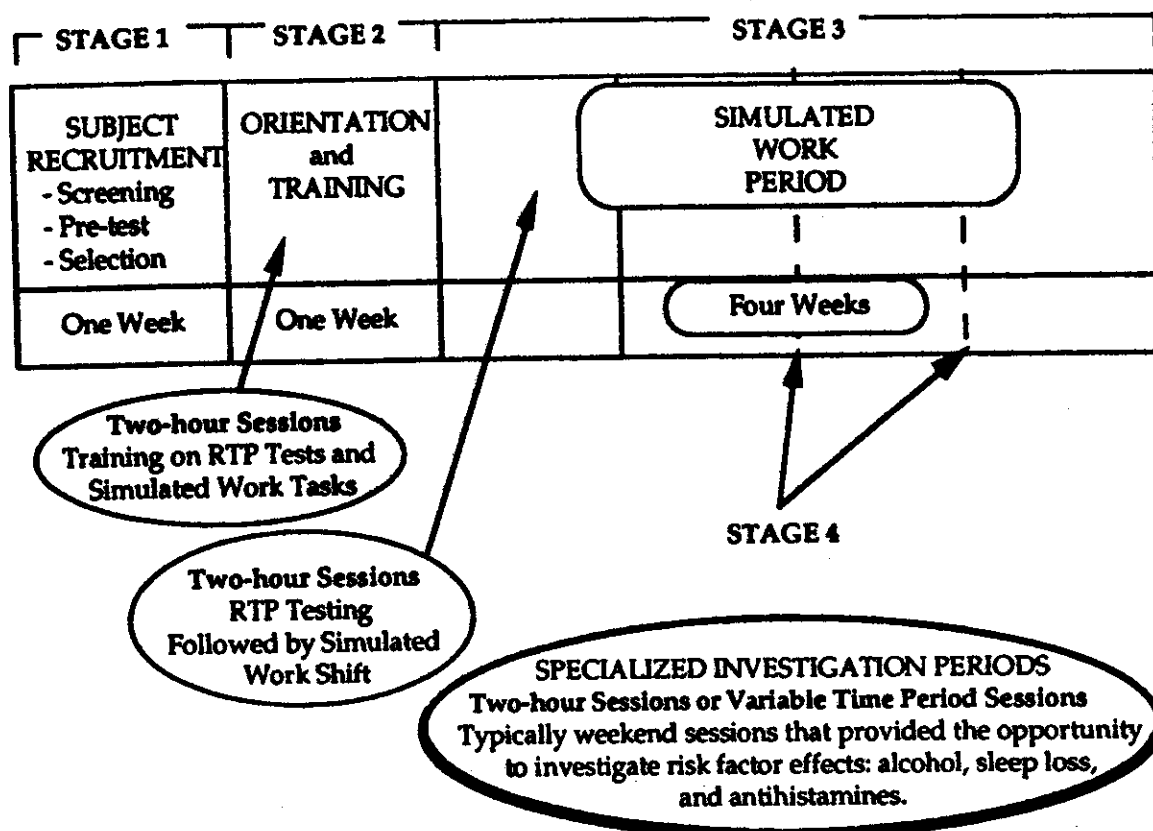 STAGE 1
STAGE 2
STAGE 3
SUBJECT
RECRUITMENT
- Screening
- Pre-test
- Selection
ORIENTATION
and
TRAINING
SIMULATED
WORK
PERIOD
One Week
One Week
Four Weeks
Two-hour Sessions
Training on RTP Tests and
Simulated Work Tasks
STAGE 4
Two-hour Sessions
RTP Testing
Followed by Simulated
Work Shift
SPECIALIZED INVESTIGATION PERIODS
Two-hour Sessions or Variable Time Period Sessions
Typically weekend sessions that provided the opportunity
to investigate risk factor effects: alcohol, sleep loss,
and antihistamines.